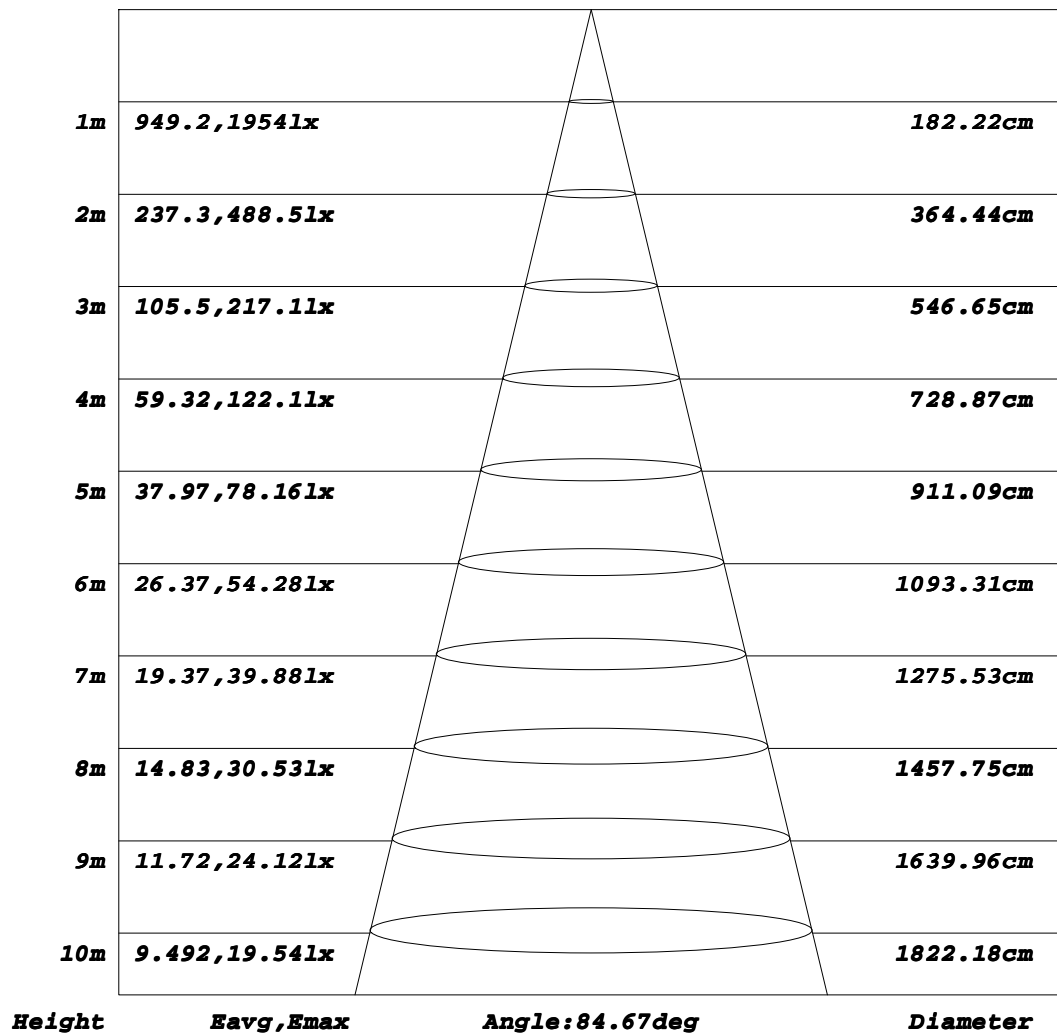 1m 949.2,1954lx 182.22cm
2m 237.3,488.5lx 364.44cm
3m 105.5,217.1lx 546.65cm
4m 59.32,122.1lx 728.87cm
5m 37.97,78.16lx 911.09cm
6m 26.37,54.28lx 1093.31cm
7m 19.37,39.88lx 1275.53cm
8m 14.83,30.53lx 1457.75cm
9m 11.72,24.12lx 1639.96cm
10m 9.492,19.54lx 1822.18cm
Height Eavg,Emax Angle:84.67deg Diameter